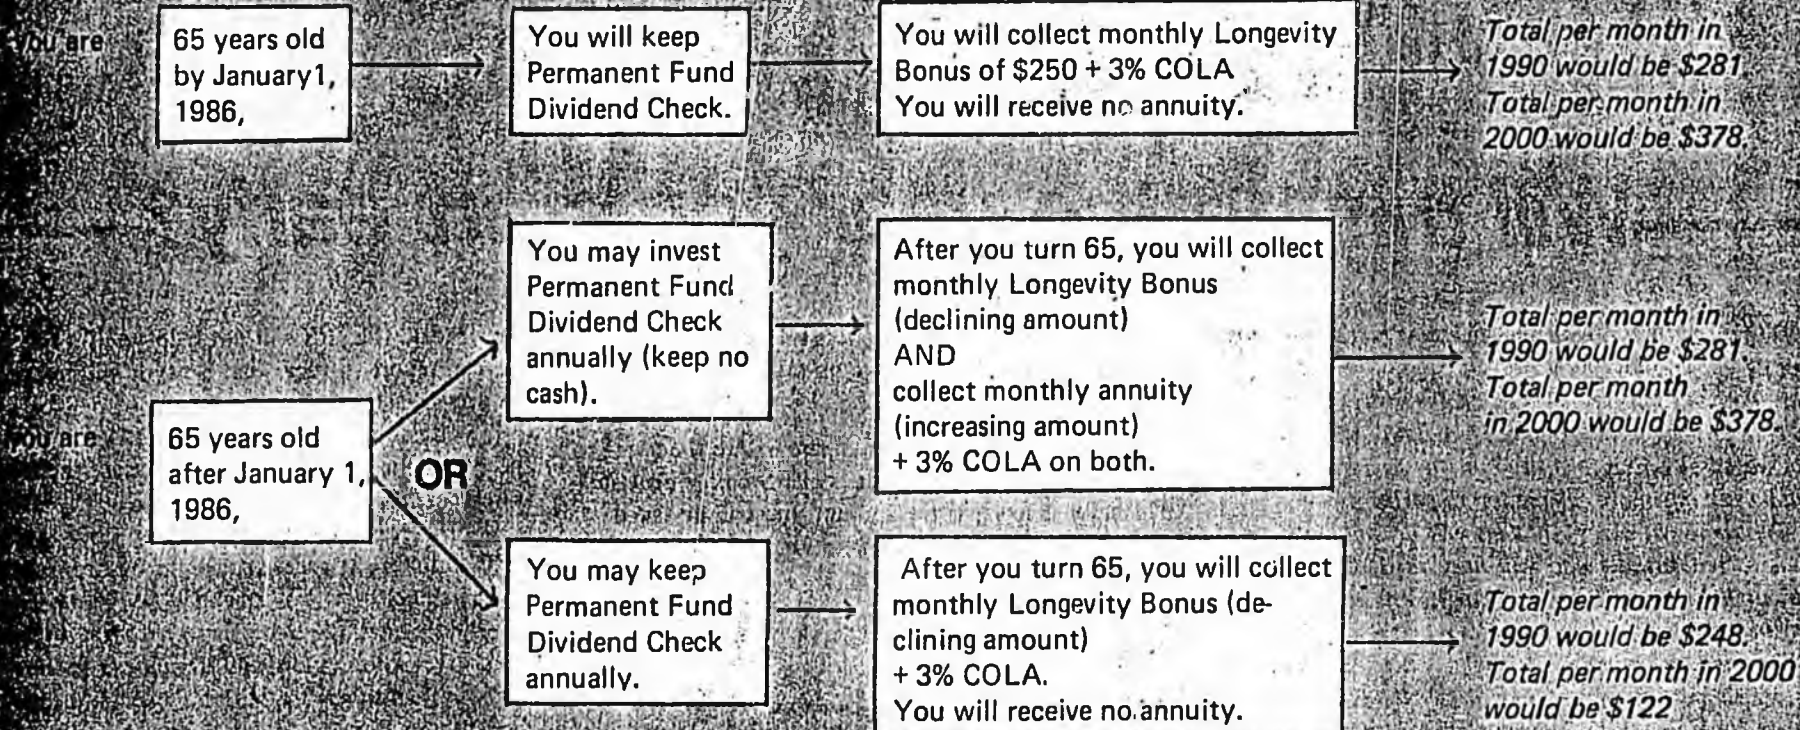 You are
65 years old
by January1,
1986,
You will keep
Permanent Fund
Dividend Check.
You will collect monthly Longevity
Bonus of $250 + 3% COLA
You will receive no annuity.
Total per month in
1990 would be $281.
Total per month in
2000 would be $378.
You are
65 years old
after January 1,
1986,
OR
You may invest
Permanent Fund
Dividend Check
annually (keep no
cash).
After you turn 65, you will collect
monthly Longevity Bonus
(declining amount)
AND
collect monthly annuity
(increasing amount)
+ 3% COLA on both.
Total per month in
1990 would be $281.
Total per month
in 2000 would be $378.
You may keep
Permanent Fund
Dividend Check
annually.
After you turn 65, you will collect
monthly Longevity Bonus (de-
clining amount)
+ 3% COLA.
You will receive no annuity.
Total per month in
1990 would be $248.
Total per month in 2000
would be $122